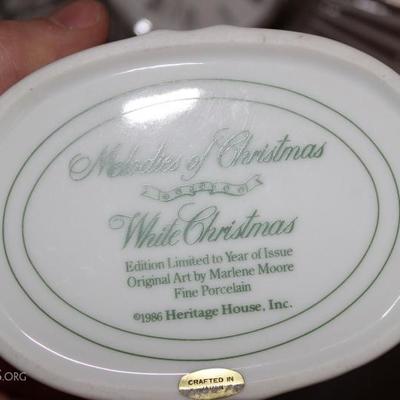 Melodies of Christmas
White Christmas
Edition Limited to Year of Issue
Original Art by Marlene Moore
Fine Porcelain
©1986 Heritage House, Inc.
CRAFTED IN
S.ORG